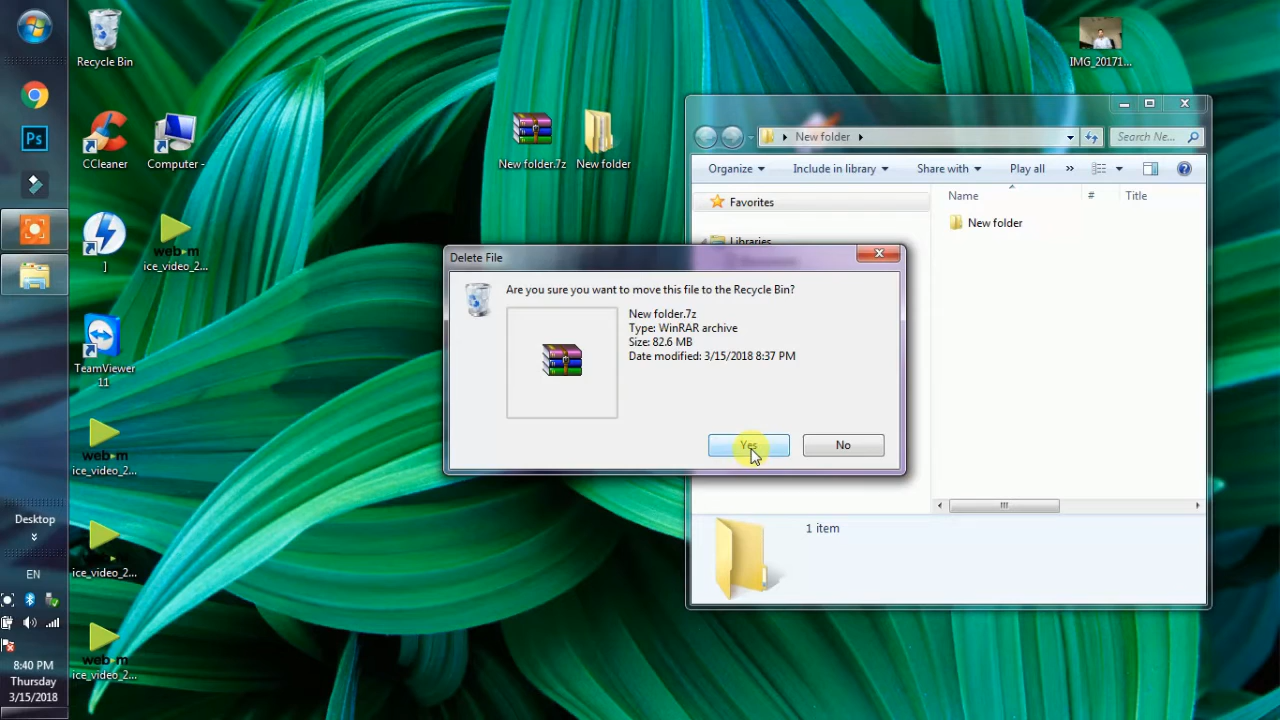 Recycle Bin
CCleaner
Computer -
]
web·m
ice_video_2...
TeamViewer
11
web·m
ice_video_2...
ice_video_2...
web·m
ice_video_2...
Ps
Desktop
EN
8:40 PM
Thursday
3/15/2018
New folder.7z
New folder
IMG_20171...
New folder
Search Ne...
Organize
Include in library
Share with
Play all
»
Favorites
Libraries
Name
#
Title
New folder
1 item
Delete File
Are you sure you want to move this file to the Recycle Bin?
New folder.7z
Type: WinRAR archive
Size: 82.6 MB
Date modified: 3/15/2018 8:37 PM
Yes
No